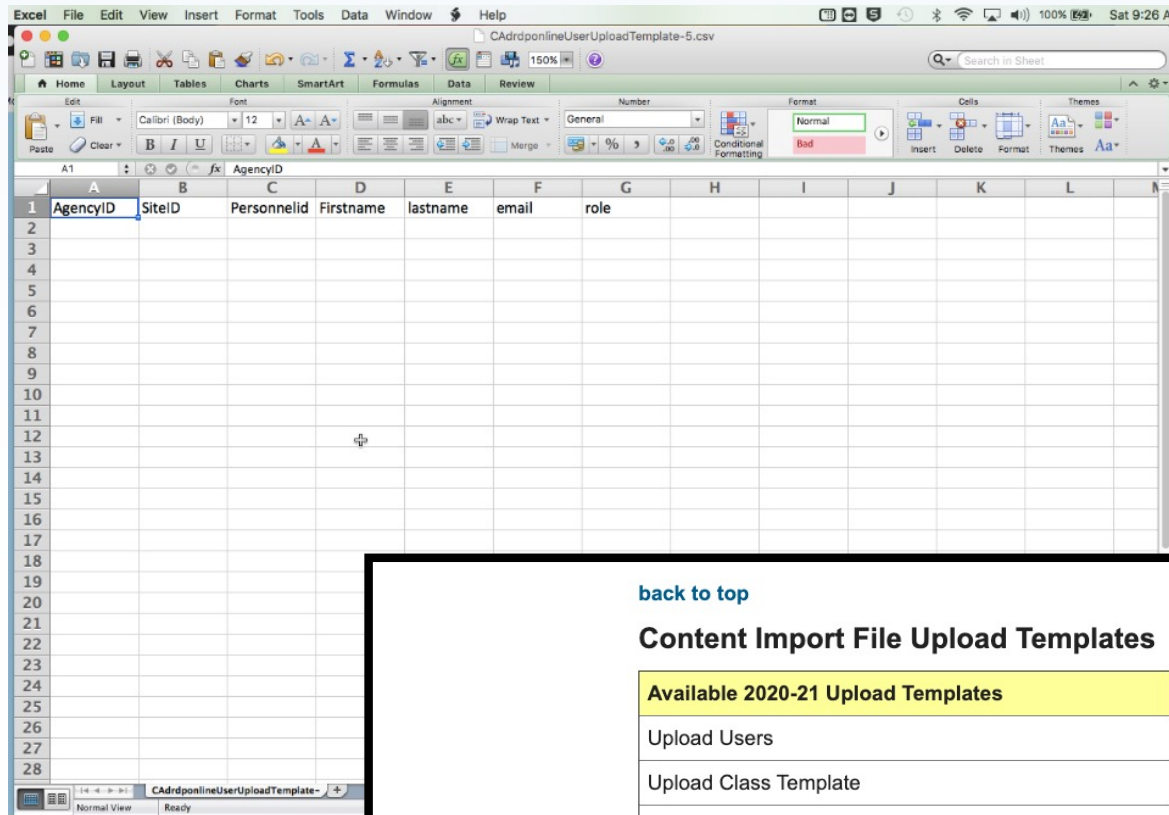 Excel File Edit View Insert Format Tools Data Window Help 100% Sat 9:26 A
CAdrdponlineUserUploadTemplate-5.csv
150% Search in Sheet
Home Layout Tables Charts SmartArt Formulas Data Review
Edit Font Alignment Number Format Cells Themes
Fill Calibri (Body) 12 A A abc Wrap Text General Normal Aa
Paste Clear B I U A Merge % Conditional Formatting Bad Insert Delete Format Themes Aa
A1 fx AgencyID
A B C D E F G H I J K L
1 AgencyID SiteID Personnelid Firstname lastname email role
2
3
4
5
6
7
8
9
10
11
12
13
14
15
16
17
18
19
20
21
22
23
24
25
26
27
28
CAdrdponlineUserUploadTemplate-
Normal View Ready
back to top
Content Import File Upload Templates
Available 2020-21 Upload Templates
Upload Users
Upload Class Template